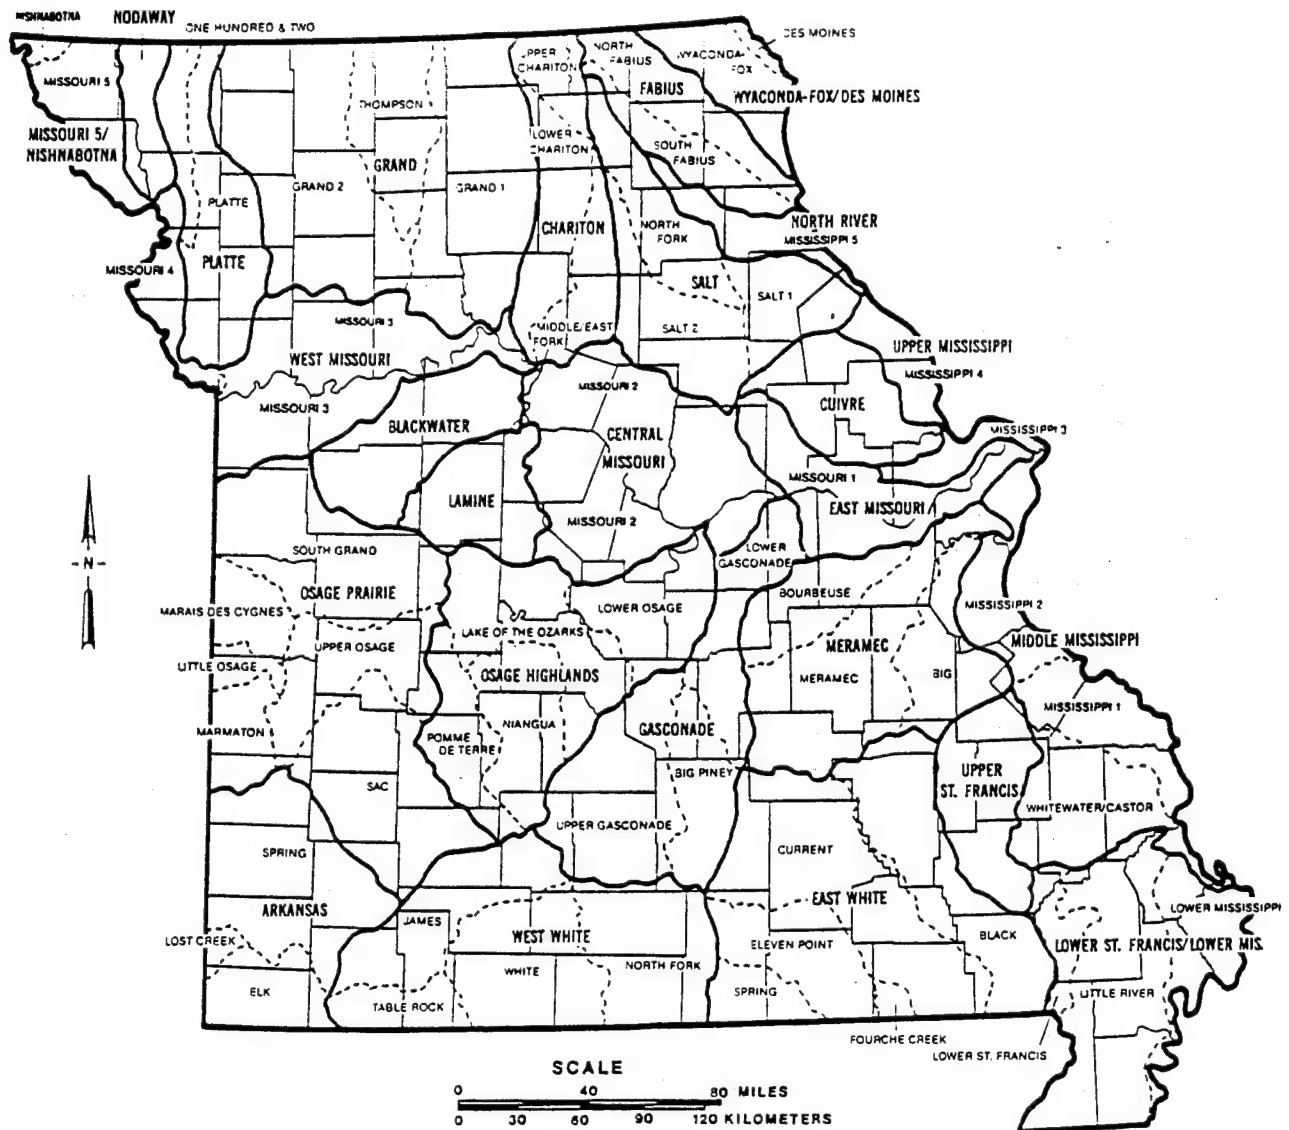 NISHNABOTNA
NODAWAY
ONE HUNDRED & TWO
UPPER
CHARITON
NORTH
FABIUS
WYACONDA-
FOX
DES MOINES
MISSOURI 5
THOMPSON
FABIUS
WYACONDA-FOX/DES MOINES
MISSOURI 5/
NISHNABOTNA
LOWER
CHARITON
SOUTH
FABIUS
GRAND
GRAND 2
GRAND 1
PLATTE
CHARITON
NORTH
FORK
NORTH RIVER
MISSISSIPPI 5
MISSOURI 4
PLATTE
SALT
SALT 1
MISSOURI 3
MIDDLE/EAST
FORK
SALT 2
WEST MISSOURI
UPPER MISSISSIPPI
MISSISSIPPI 4
MISSOURI 2
MISSOURI 3
CUIVRE
BLACKWATER
CENTRAL
MISSOURI
MISSISSIPPI 3
MISSOURI 1
LAMINE
EAST MISSOURI
MISSOURI 2
N
SOUTH GRAND
LOWER
GASCONADE
OSAGE PRAIRIE
BOURBEUSE
MARAIS DES CYGNES
LOWER OSAGE
MISSISSIPPI 2
LAKE OF THE OZARKS
UPPER OSAGE
MERAMEC
MIDDLE MISSISSIPPI
LITTLE OSAGE
OSAGE HIGHLANDS
MERAMEC
BIG
MISSISSIPPI 1
MARMATON
NIANGUA
GASCONADE
POMME
DE TERRE
BIG PINEY
UPPER
ST. FRANCIS
SAC
WHITEWATER/CASTOR
UPPER GASCONADE
SPRING
CURRENT
ARKANSAS
EAST WHITE
LOWER MISSISSIPPI
JAMES
WEST WHITE
BLACK
LOST CREEK
ELEVEN POINT
LOWER ST. FRANCIS/LOWER MIS.
WHITE
NORTH FORK
ELK
SPRING
LITTLE RIVER
TABLE ROCK
FOURCHE CREEK
LOWER ST. FRANCIS
SCALE
0 40 80 MILES
0 30 60 90 120 KILOMETERS